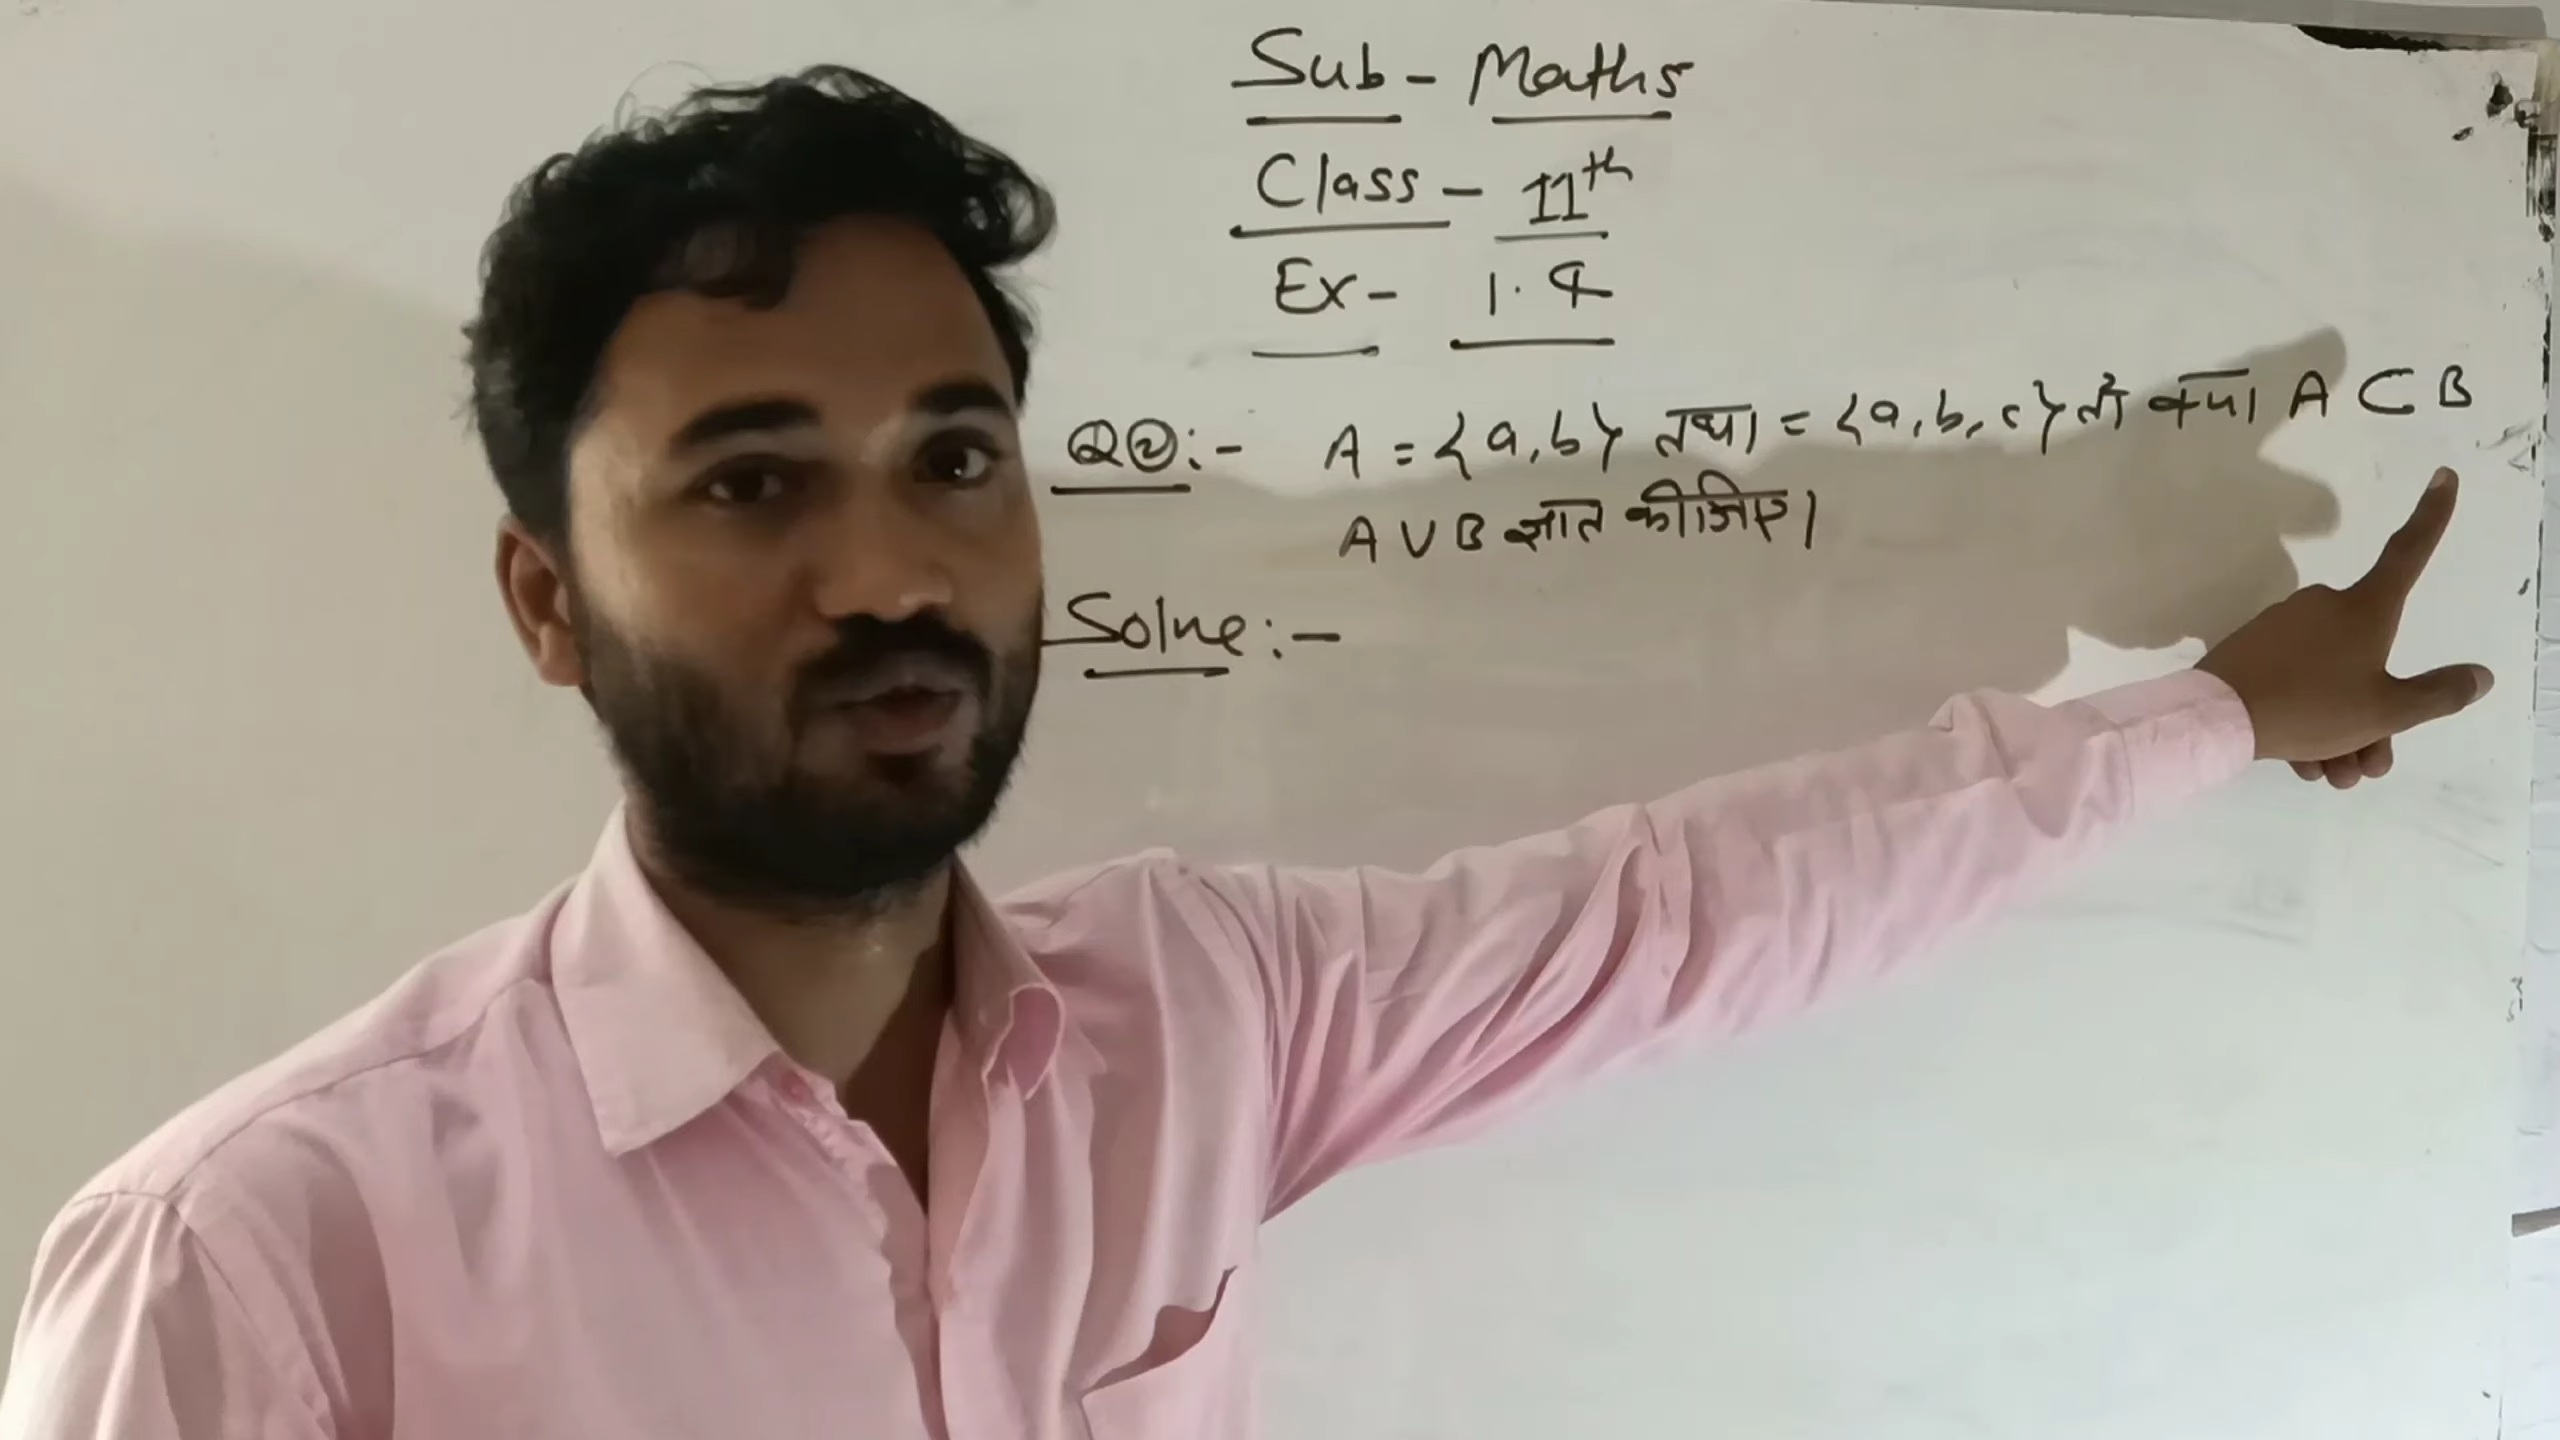 Sub - Maths
Class - 11th
Ex - 1.4
Q2:- A = {a, b} तथा = {a, b, c} तो क्या A ⊂ B
A ∪ B ज्ञात कीजिए।
Solve:-